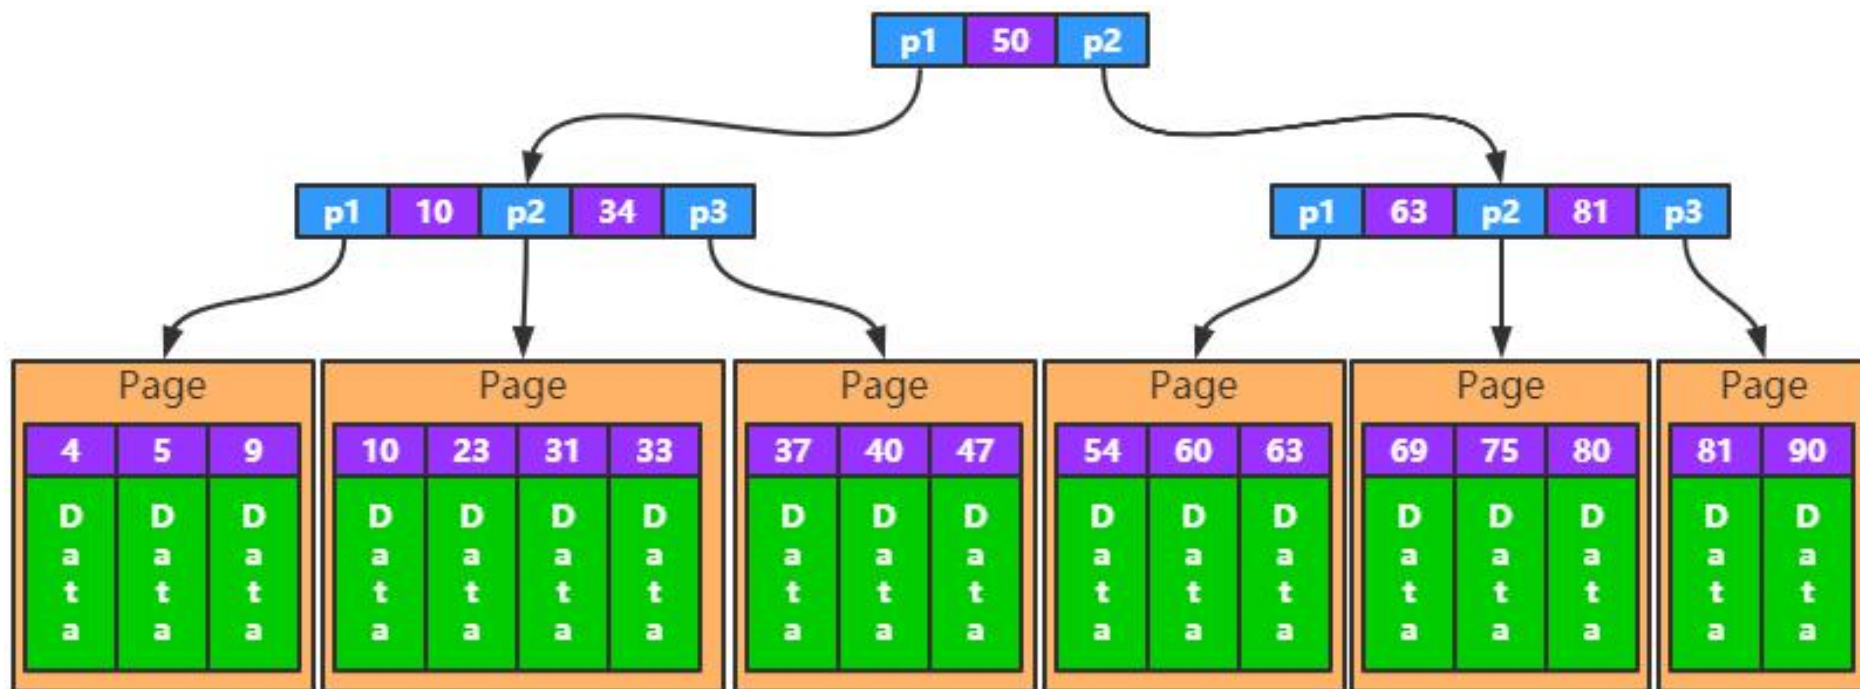 p1 50 p2
p1 10 p2 34 p3
p1 63 p2 81 p3
Page
4 5 9
Data Data Data
Page
10 23 31 33
Data Data Data Data
Page
37 40 47
Data Data Data
Page
54 60 63
Data Data Data
Page
69 75 80
Data Data Data
Page
81 90
Data Data